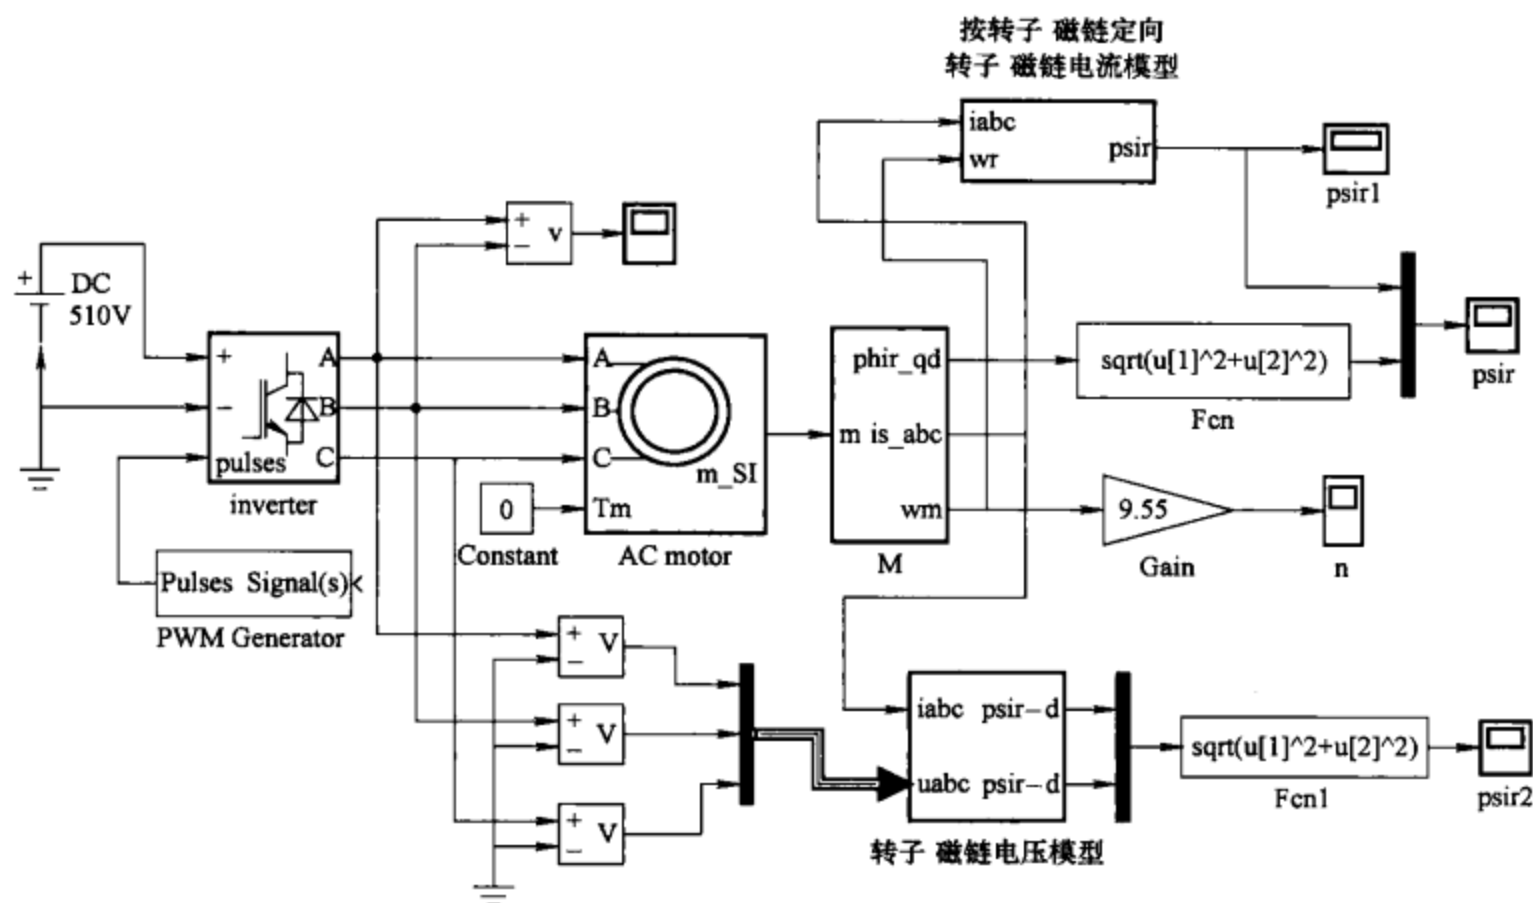 按转子 磁链定向
转子 磁链电流模型
iabc
wr
psir
psir1
+
−
v
+
DC
510V
+
−
pulses
A
B
C
inverter
A
B
C
Tm
m_SI
AC motor
0
Constant
phir_qd
m is_abc
wm
M
sqrt(u[1]^2+u[2]^2)
Fcn
psir
9.55
Gain
n
Pulses Signal(s)
PWM Generator
+
−
V
+
−
V
+
−
V
iabc psir−d
uabc psir−d
转子 磁链电压模型
sqrt(u[1]^2+u[2]^2)
Fcn1
psir2